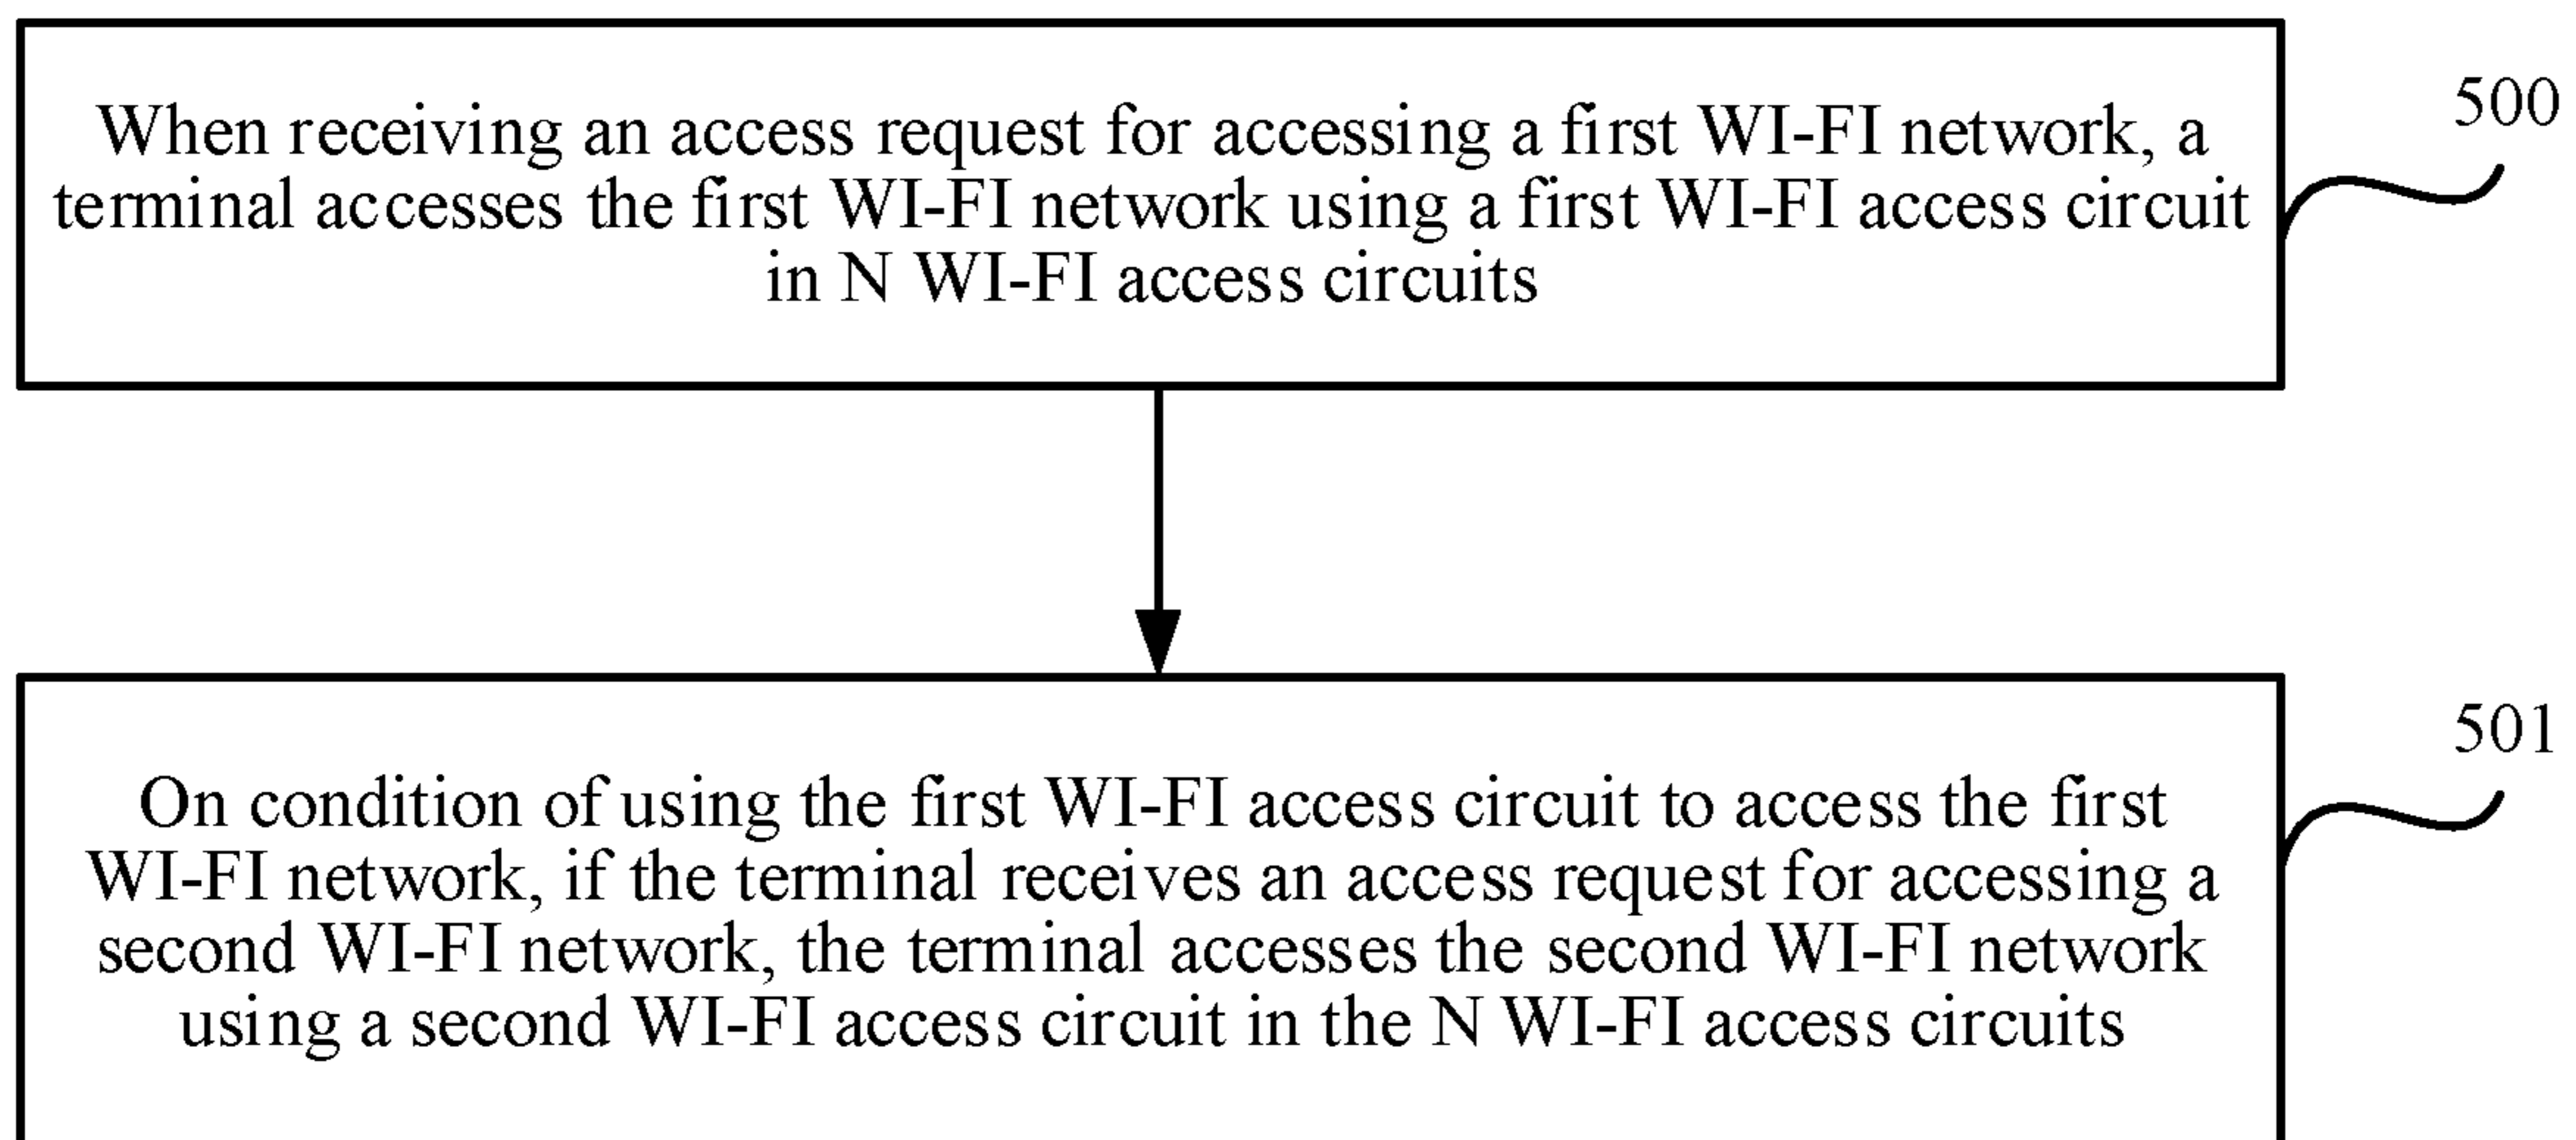 When receiving an access request for accessing a first WI-FI network, a
terminal accesses the first WI-FI network using a first WI-FI access circuit
in N WI-FI access circuits
500
On condition of using the first WI-FI access circuit to access the first
WI-FI network, if the terminal receives an access request for accessing a
second WI-FI network, the terminal accesses the second WI-FI network
using a second WI-FI access circuit in the N WI-FI access circuits
501